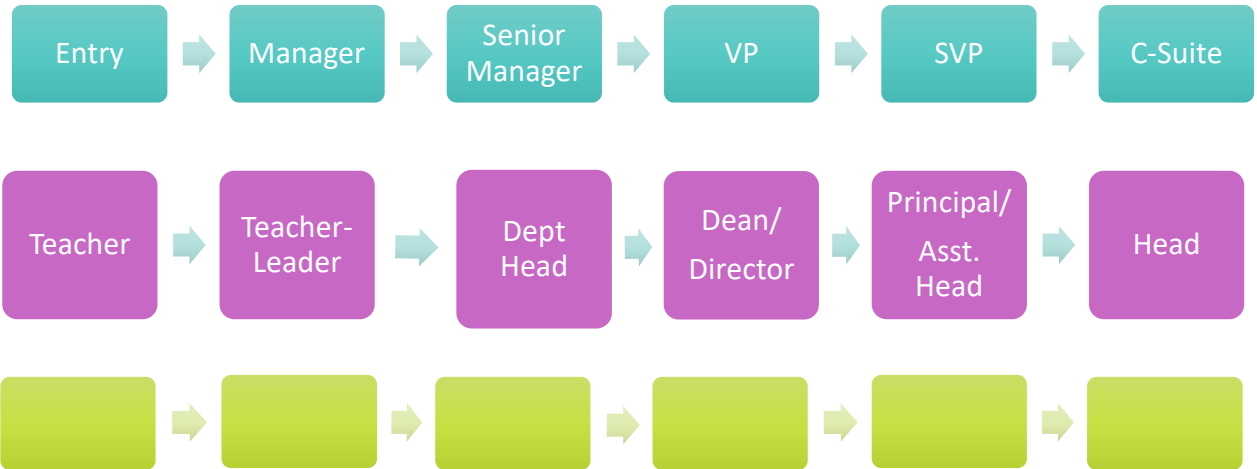 Entry
Manager
Senior
Manager
VP
SVP
C-Suite
Teacher
Teacher-
Leader
Dept
Head
Dean/
Director
Principal/
Asst.
Head
Head